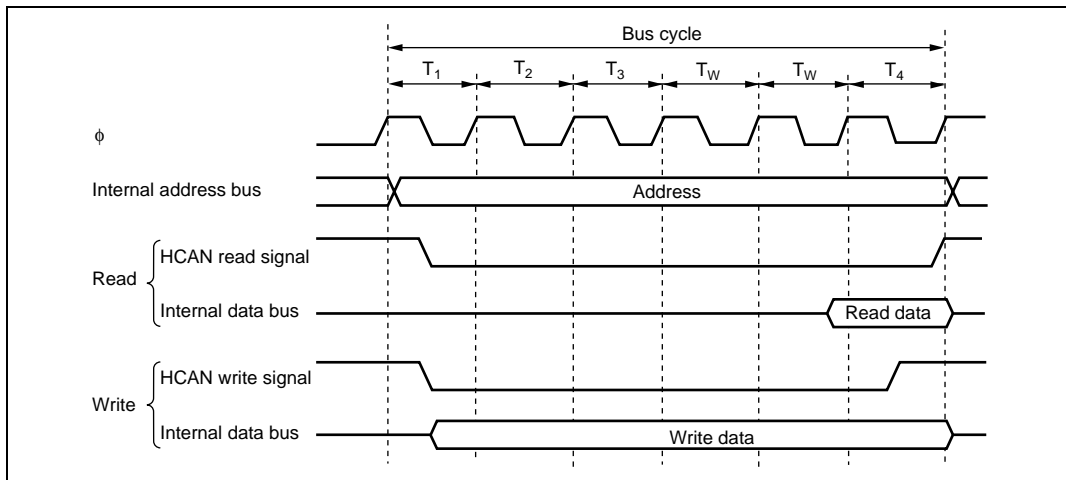 Bus cycle
T1 T2 T3 TW TW T4
ϕ
Internal address bus
Address
HCAN read signal
Read
Internal data bus
Read data
HCAN write signal
Write
Internal data bus
Write data